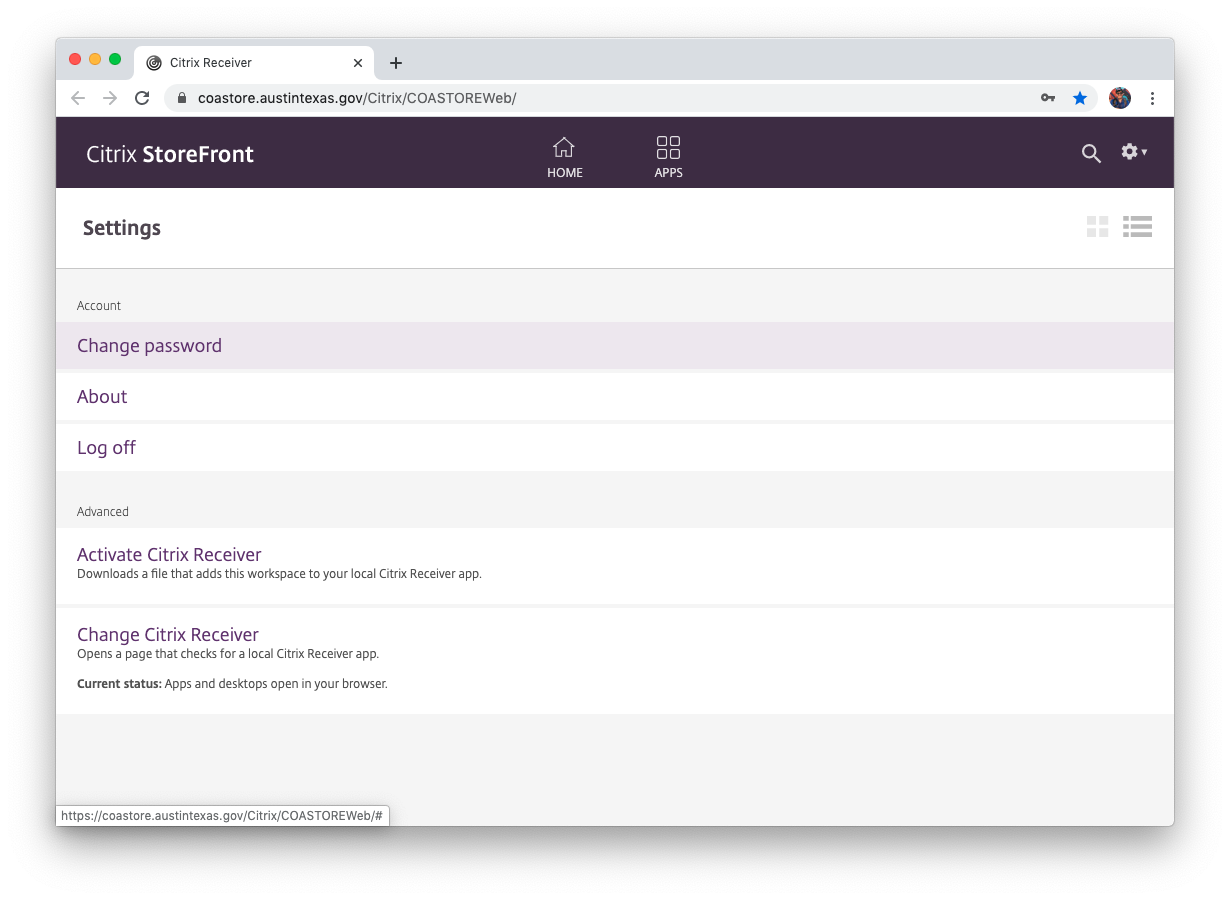 Citrix Receiver
coastore.austintexas.gov/Citrix/COASTOREWeb/
Citrix StoreFront
HOME
APPS
Settings
Account
Change password
About
Log off
Advanced
Activate Citrix Receiver
Downloads a file that adds this workspace to your local Citrix Receiver app.
Change Citrix Receiver
Opens a page that checks for a local Citrix Receiver app.
Current status: Apps and desktops open in your browser.
https://coastore.austintexas.gov/Citrix/COASTOREWeb/#